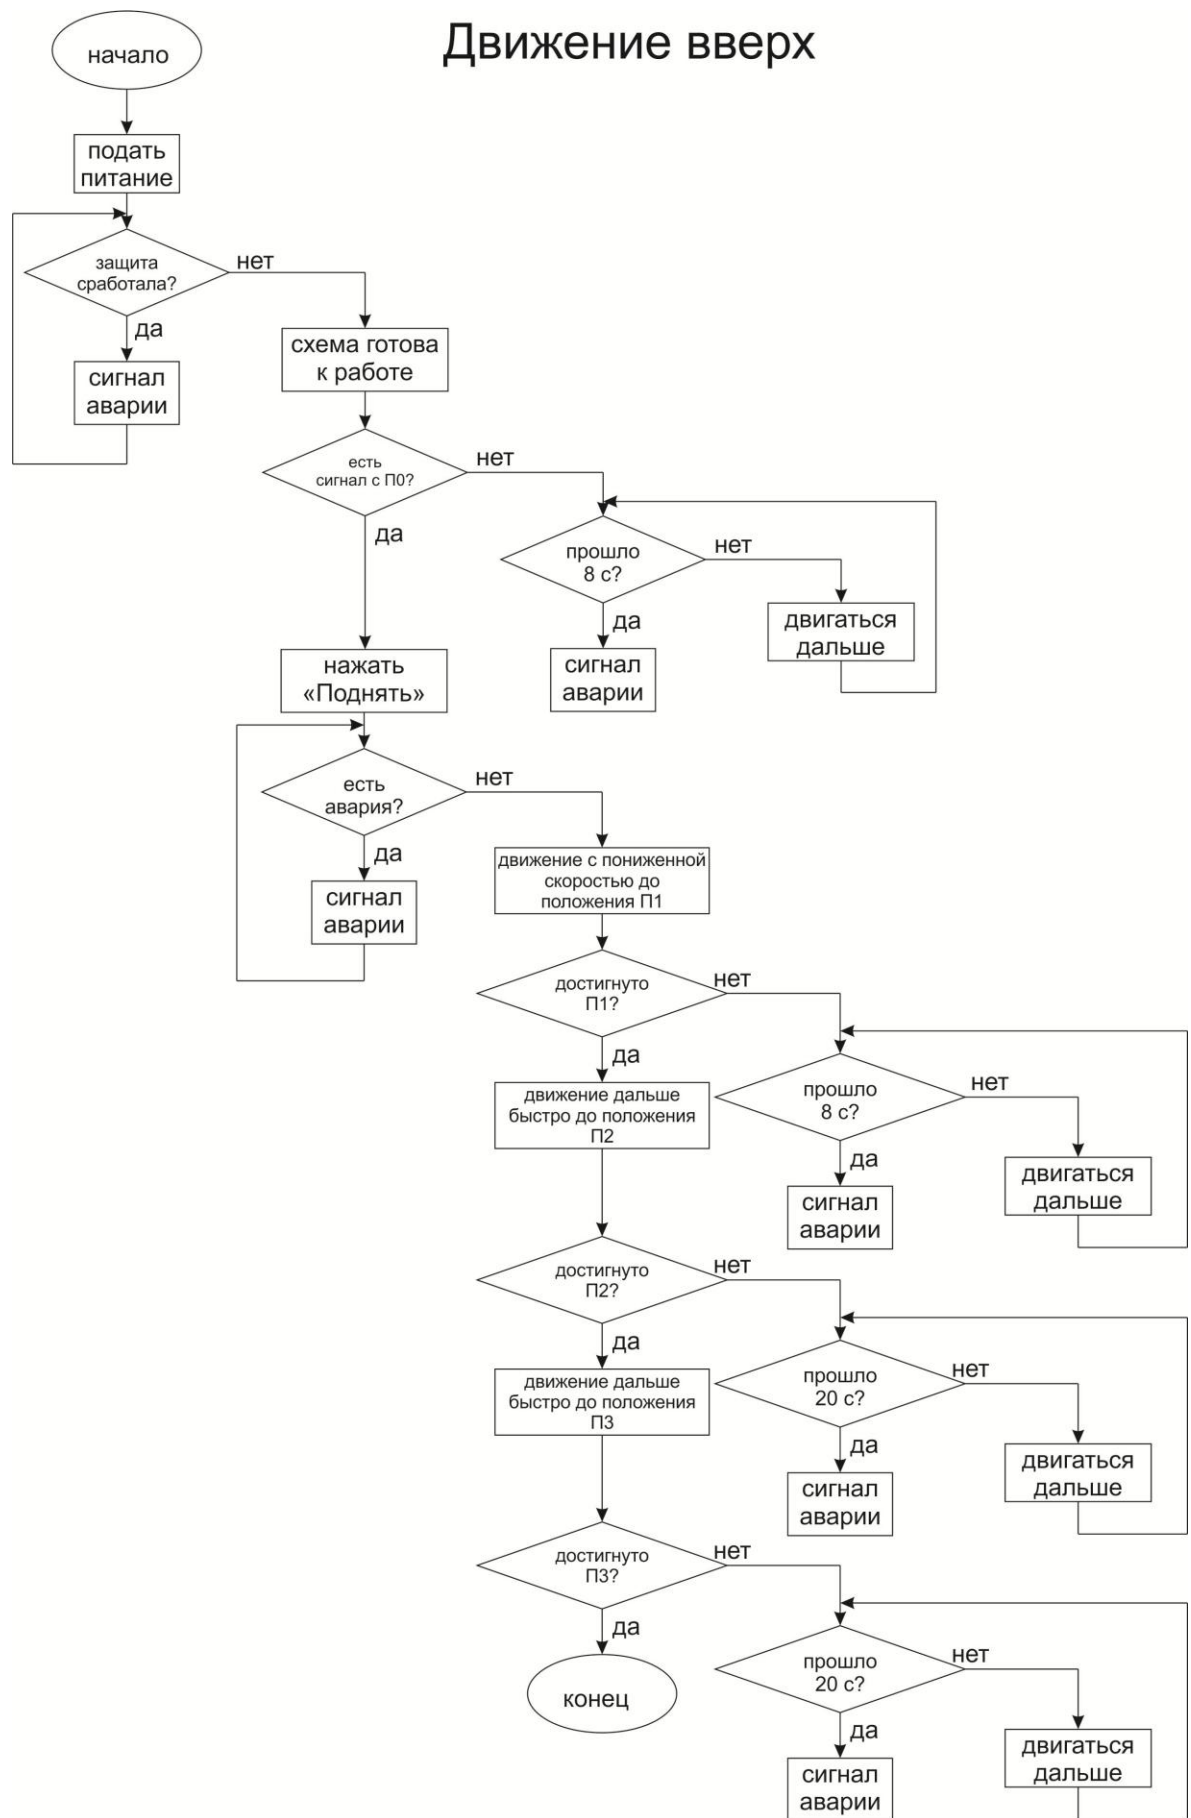 Движение вверх
начало
подать
питание
защита
сработала?
нет
да
сигнал
аварии
схема готова
к работе
есть
сигнал с П0?
нет
да
прошло
8 с?
нет
да
двигаться
дальше
сигнал
аварии
нажать
«Поднять»
есть
авария?
нет
да
сигнал
аварии
движение с пониженной
скоростью до
положения П1
достигнуто
П1?
нет
да
прошло
8 с?
нет
да
двигаться
дальше
сигнал
аварии
движение дальше
быстро до положения
П2
достигнуто
П2?
нет
да
прошло
20 с?
нет
да
двигаться
дальше
сигнал
аварии
движение дальше
быстро до положения
П3
достигнуто
П3?
нет
да
конец
прошло
20 с?
нет
да
двигаться
дальше
сигнал
аварии